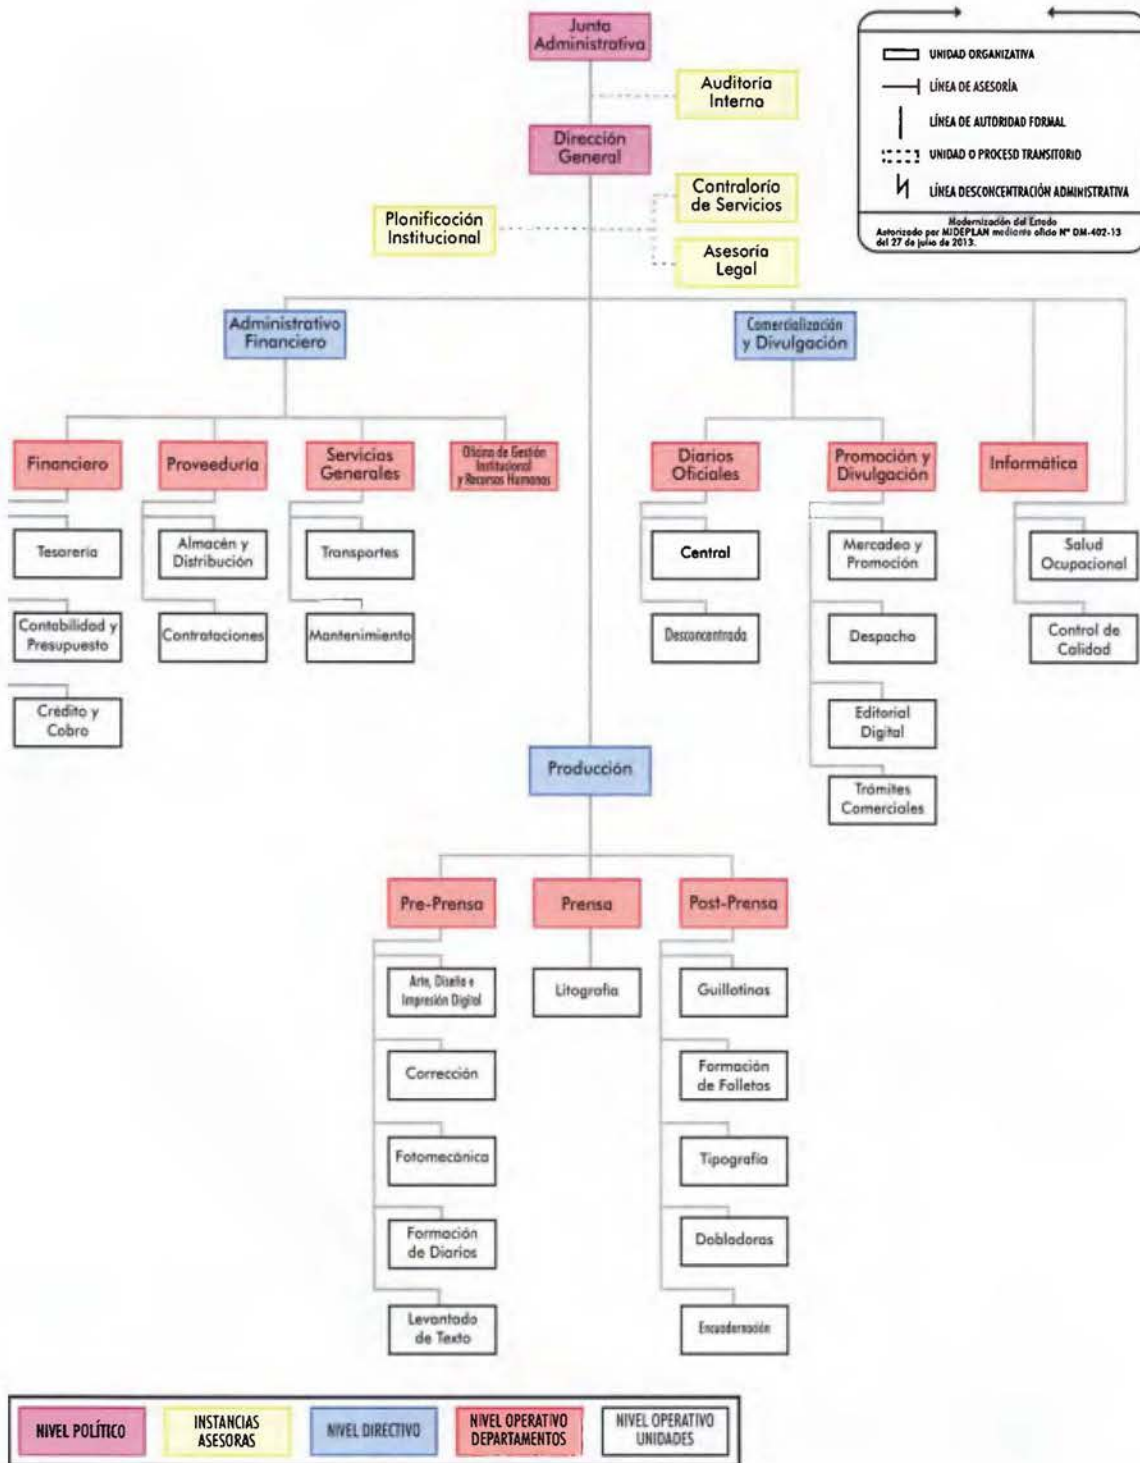 Junta
Administrativa
UNIDAD ORGANIZATIVA
LÍNEA DE ASESORÍA
LÍNEA DE AUTORIDAD FORMAL
UNIDAD O PROCESO TRANSITORIO
LÍNEA DESCONCENTRACIÓN ADMINISTRATIVA
Modernización del Estado
Autorizado por MIDEPLAN mediante oficio Nº DM-402-13
del 27 de julio de 2013.
Auditoría
Interna
Dirección
General
Contraloría
de Servicios
Planificación
Institucional
Asesoría
Legal
Administrativo
Financiero
Comercialización
y Divulgación
Financiero
Proveeduría
Servicios
Generales
Oficina de Gestión
Institucional
y Recursos Humanos
Diarios
Oficiales
Promoción y
Divulgación
Informática
Tesorería
Almacén y
Distribución
Transportes
Central
Mercadeo y
Promoción
Salud
Ocupacional
Contabilidad y
Presupuesto
Contrataciones
Mantenimiento
Desconcentrada
Despacho
Control de
Calidad
Crédito y
Cobro
Editorial
Digital
Producción
Trámites
Comerciales
Pre-Prensa
Prensa
Post-Prensa
Arte, Diseño e
Impresión Digital
Litografía
Guillotinas
Corrección
Formación
de Folletos
Fotomecánica
Tipografía
Formación
de Diarios
Dobladoras
Levantado
de Texto
Encuadernación
NIVEL POLÍTICO
INSTANCIAS
ASESORAS
NIVEL DIRECTIVO
NIVEL OPERATIVO
DEPARTAMENTOS
NIVEL OPERATIVO
UNIDADES